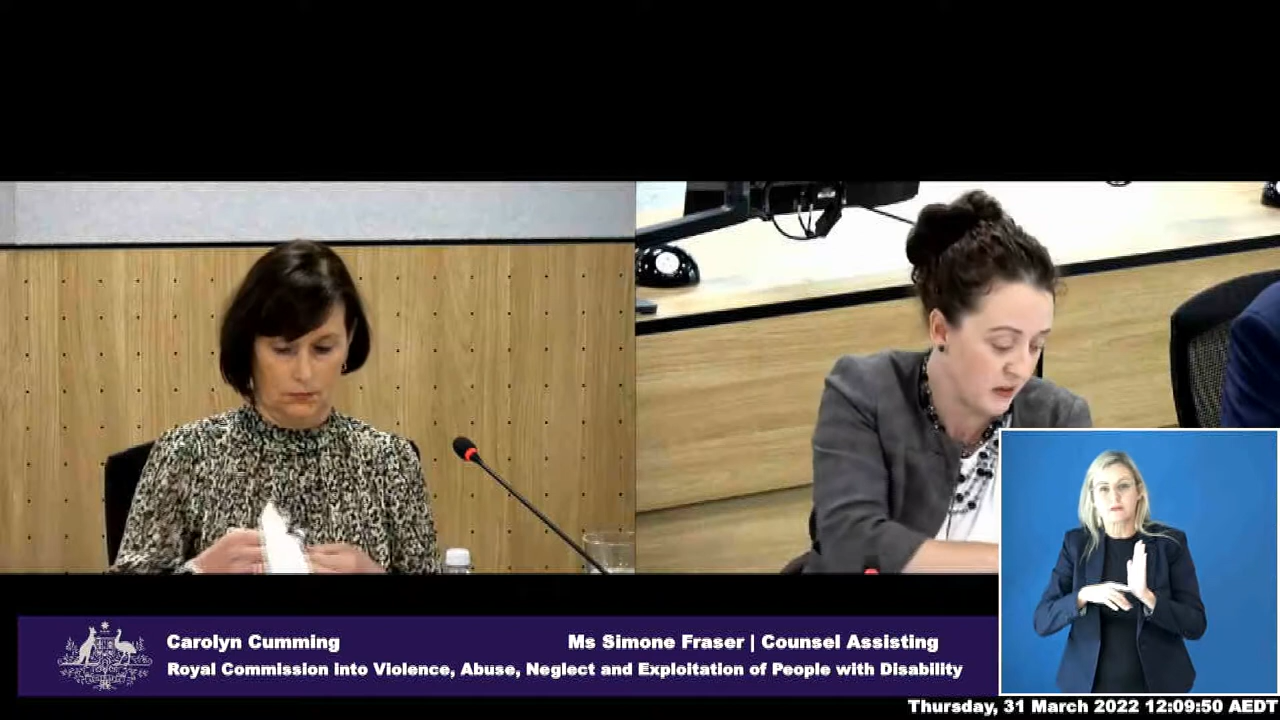 Carolyn Cumming
Ms Simone Fraser | Counsel Assisting
Royal Commission into Violence, Abuse, Neglect and Exploitation of People with Disability
Thursday, 31 March 2022 12:09:50 AEDT